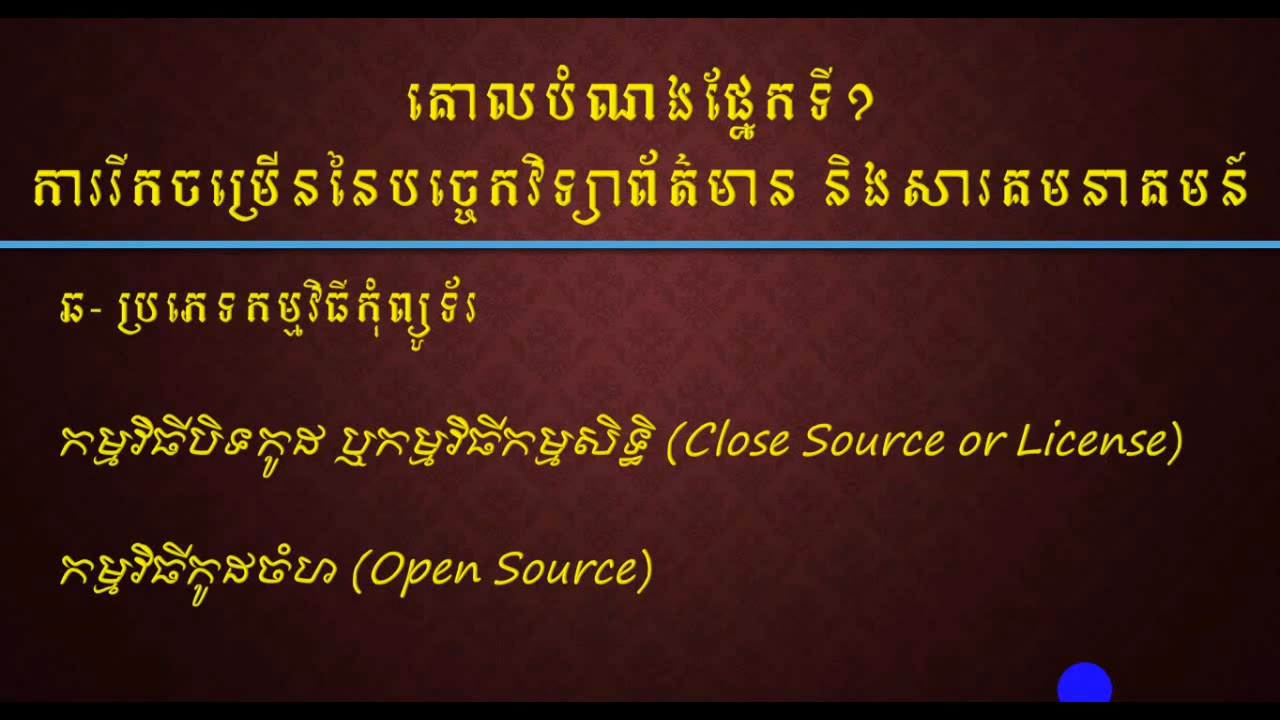 គោលបំណងផ្នែកទី១
ការរីកចម្រើននៃបច្ចេកវិទ្យាព័ត៌មាន និងសារគមនាគមន៍
ឆ- ប្រភេទកម្មវិធីកុំព្យូទ័រ
កម្មវិធីបិទកូដ ឬកម្មវិធីកម្មសិទ្ធិ (Close Source or License)
កម្មវិធីកូដចំហ (Open Source)